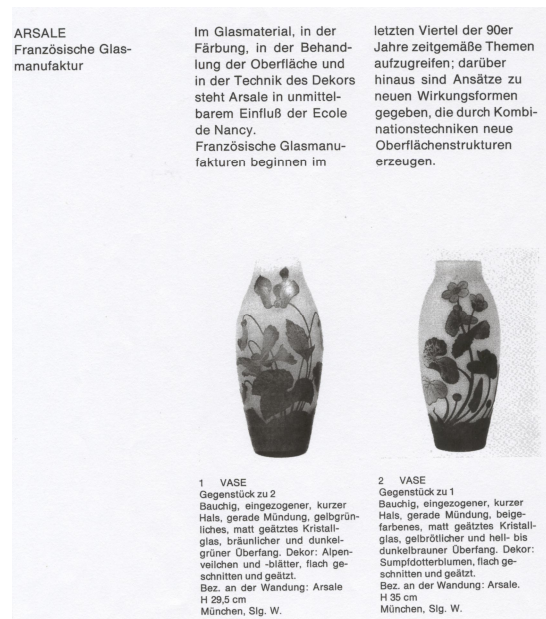 ARSALE
Französische Glas-
manufaktur
Im Glasmaterial, in der
Färbung, in der Behand-
lung der Oberfläche und
in der Technik des Dekors
steht Arsale in unmittel-
barem Einfluß der Ecole
de Nancy.
Französische Glasmanu-
fakturen beginnen im
letzten Viertel der 90er
Jahre zeitgemäße Themen
aufzugreifen; darüber
hinaus sind Ansätze zu
neuen Wirkungsformen
gegeben, die durch Kombi-
nationstechniken neue
Oberflächenstrukturen
erzeugen.
1 VASE
Gegenstück zu 2
Bauchig, eingezogener, kurzer
Hals, gerade Mündung, gelbgrün-
liches, matt geätztes Kristall-
glas, bräunlicher und dunkel-
grüner Überfang. Dekor: Alpen-
veilchen und -blätter, flach ge-
schnitten und geätzt.
Bez. an der Wandung: Arsale
H 29,5 cm
München, Slg. W.
2 VASE
Gegenstück zu 1
Bauchig, eingezogener, kurzer
Hals, gerade Mündung, beige-
farbenes, matt geätztes Kristall-
glas, gelbrötlicher und hell- bis
dunkelbrauner Überfang. Dekor:
Sumpfdotterblumen, flach ge-
schnitten und geätzt.
Bez. an der Wandung: Arsale.
H 35 cm
München, Slg. W.